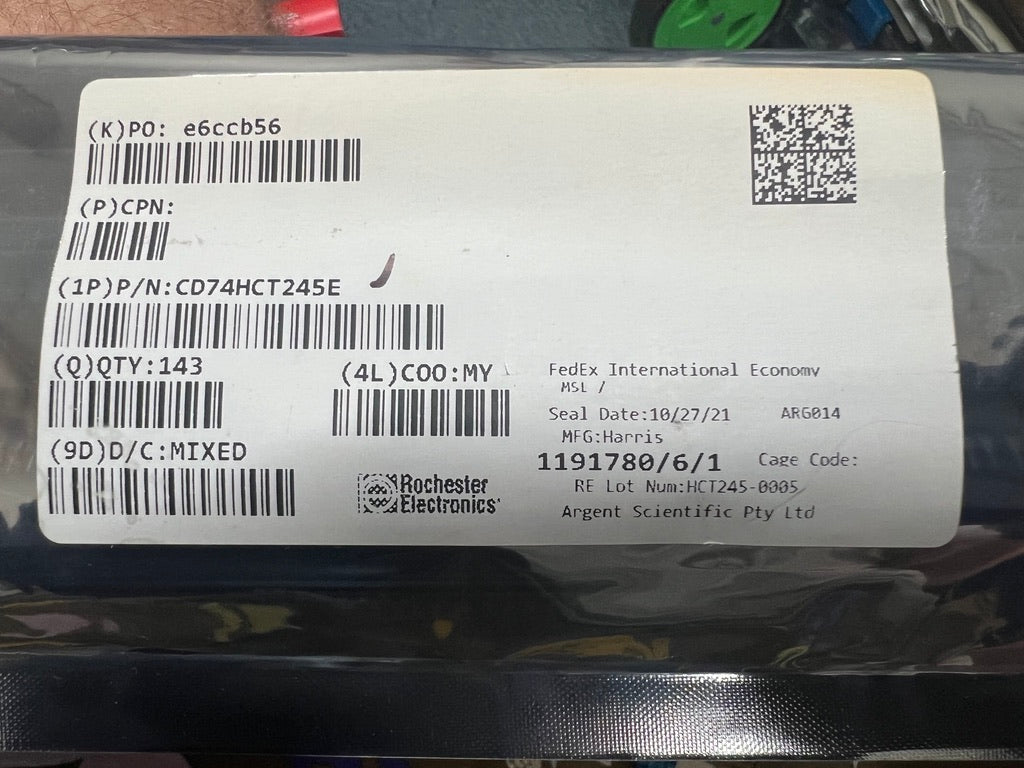 (K)PO: e6ccb56
(P)CPN:
(1P)P/N:CD74HCT245E
(Q)QTY:143
(4L)COO:MY
(9D)D/C:MIXED
Rochester
Electronics
FedEx International Economy
MSL /
Seal Date:10/27/21 ARG014
MFG:Harris
1191780/6/1 Cage Code:
RE Lot Num:HCT245-0005
Argent Scientific Pty Ltd